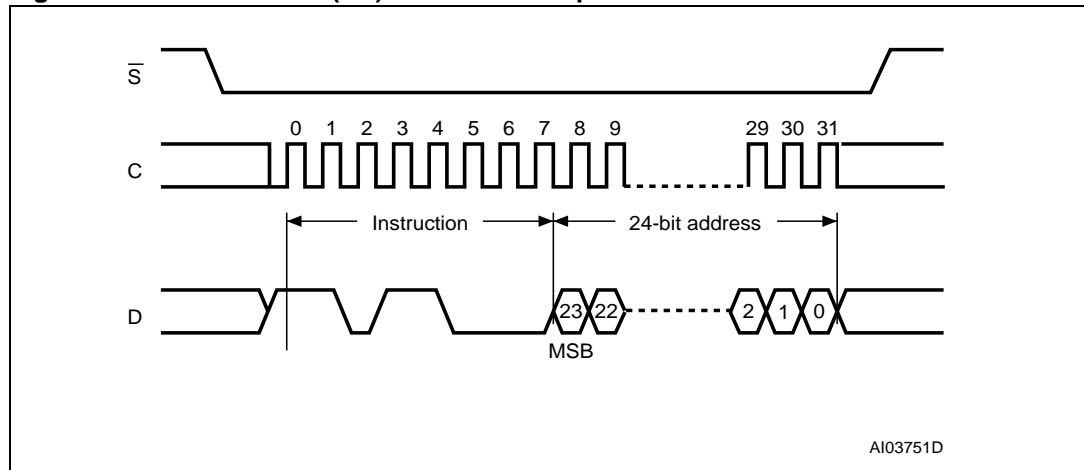 S
0 1 2 3 4 5 6 7 8 9 29 30 31
C
Instruction 24-bit address
D 23 22 2 1 0
MSB
AI03751D